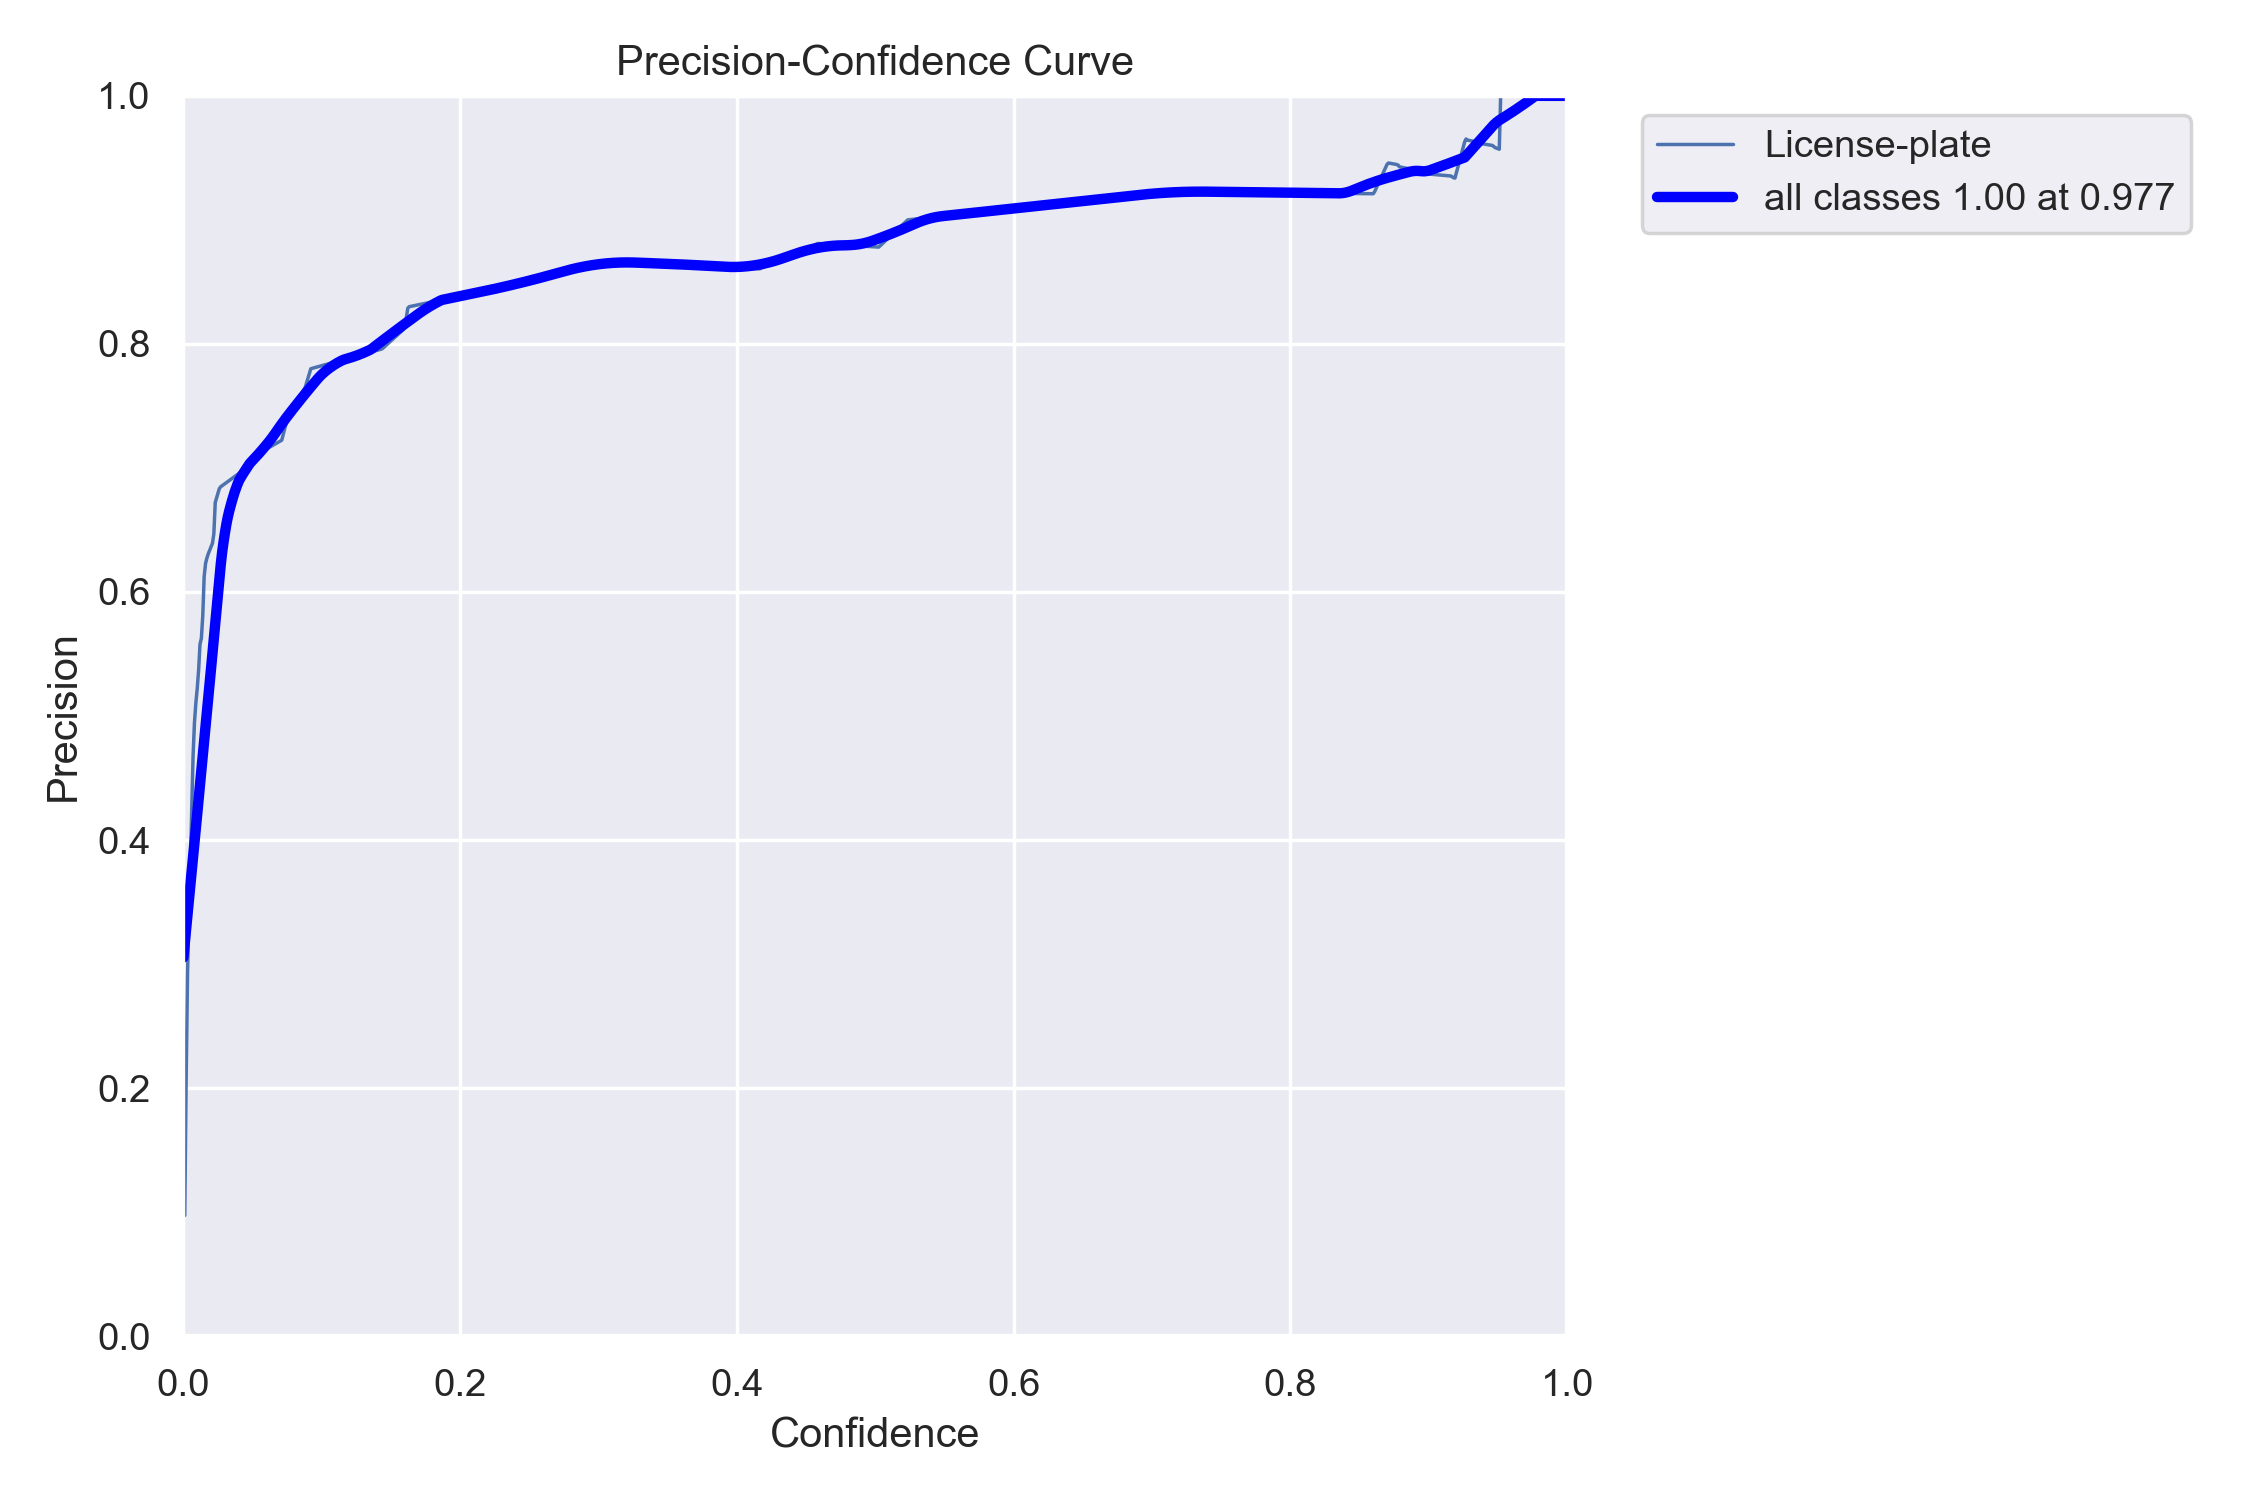 Precision-Confidence Curve
1.0
0.8
0.6
0.4
0.2
0.0
Precision
0.0 0.2 0.4 0.6 0.8 1.0
Confidence
License-plate
all classes 1.00 at 0.977